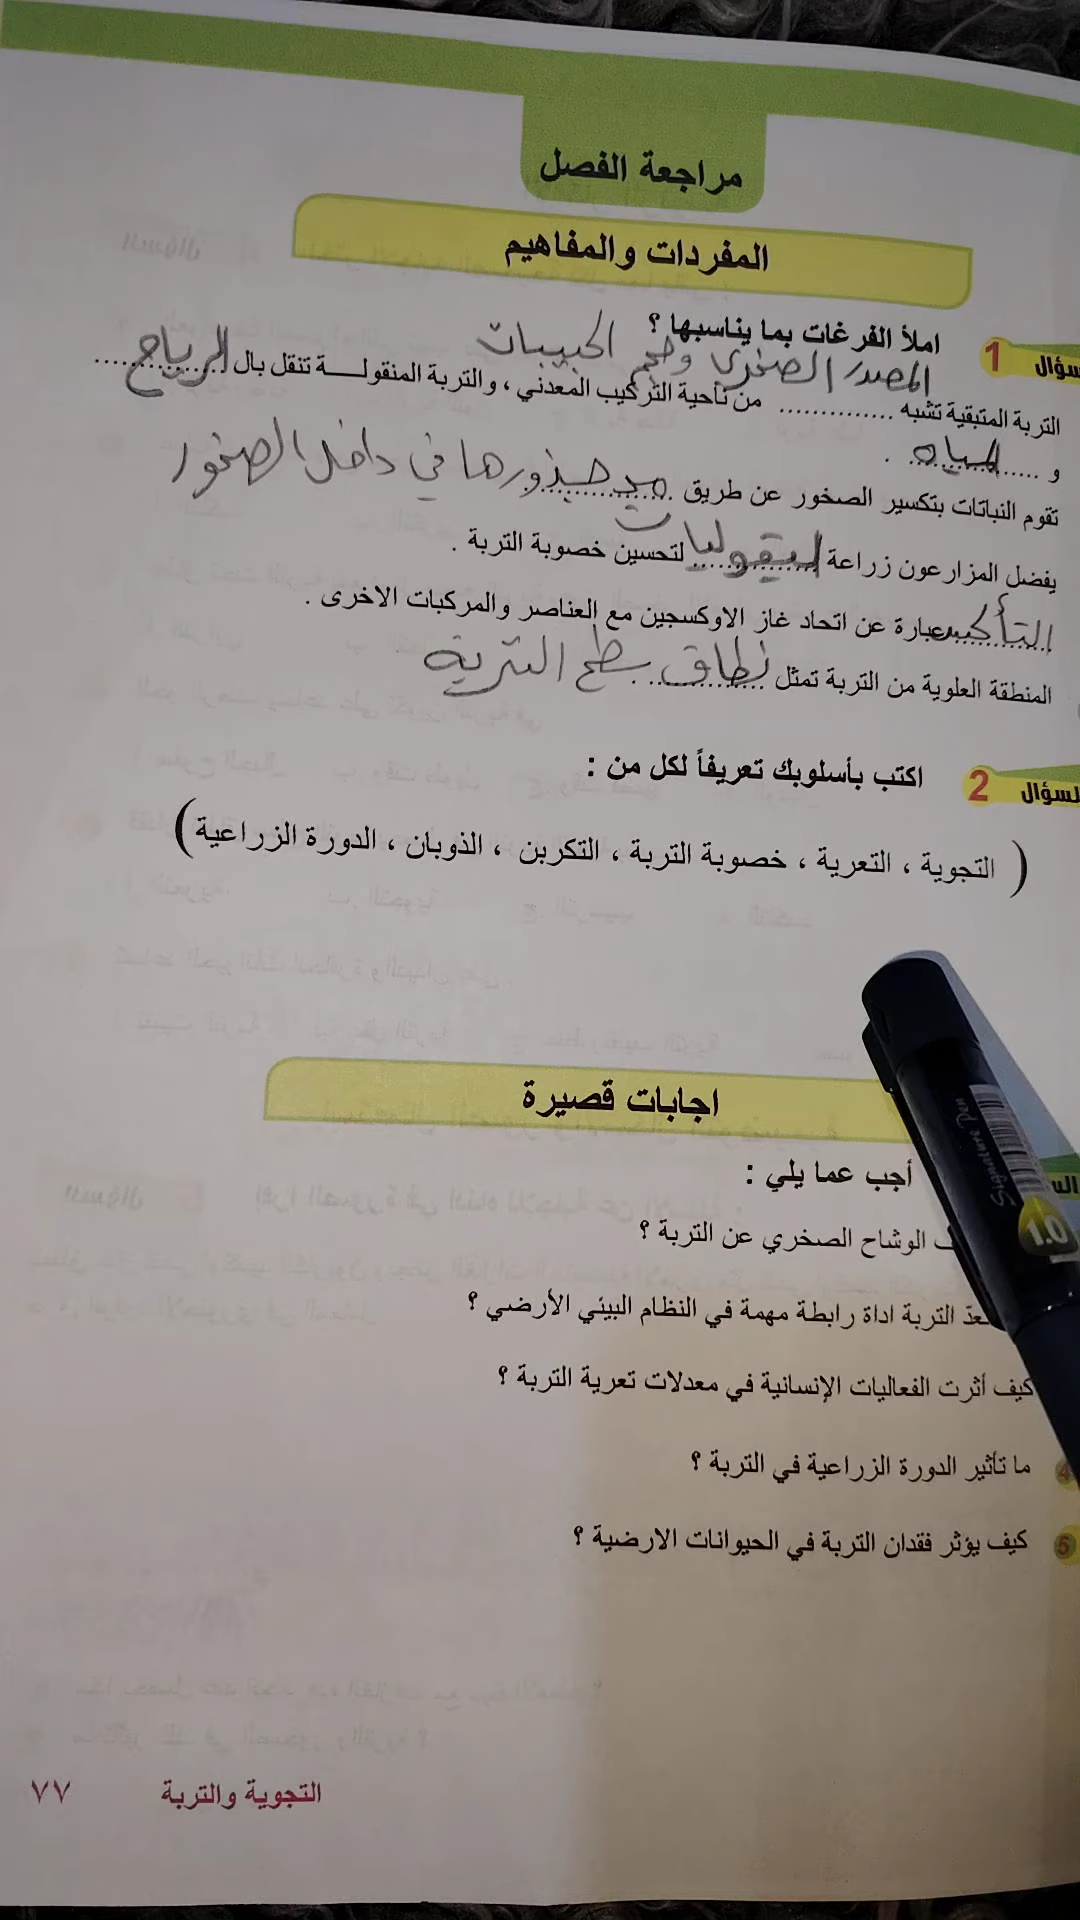 مراجعة الفصل
المفردات والمفاهيم
السؤال 1 املأ الفرغات بما يناسبها ؟
المصدر الصخري وحجم الحبيبات
التربة المتبقية تشبه .............. من ناحية التركيب المعدني ، والتربة المنقولة تنقل بال الرياح
و المياه .
تقوم النباتات بتكسير الصخور عن طريق مد جذورها في داخل الصخور
يفضل المزارعون زراعة البقوليات لتحسين خصوبة التربة .
التأكسد عبارة عن اتحاد غاز الاوكسجين مع العناصر والمركبات الاخرى .
المنطقة العلوية من التربة تمثل نطاق سطح التربة
السؤال 2 اكتب بأسلوبك تعريفاً لكل من :
( التجوية ، التعرية ، خصوبة التربة ، التكربن ، الذوبان ، الدورة الزراعية )
اجابات قصيرة
أجب عما يلي :
الوشاح الصخري عن التربة ؟
التربة اداة رابطة مهمة في النظام البيئي الأرضي ؟
كيف أثرت الفعاليات الإنسانية في معدلات تعرية التربة ؟
4 ما تأثير الدورة الزراعية في التربة ؟
5 كيف يؤثر فقدان التربة في الحيوانات الارضية ؟
Signature Pen
1.0
التجوية والتربة ٧٧